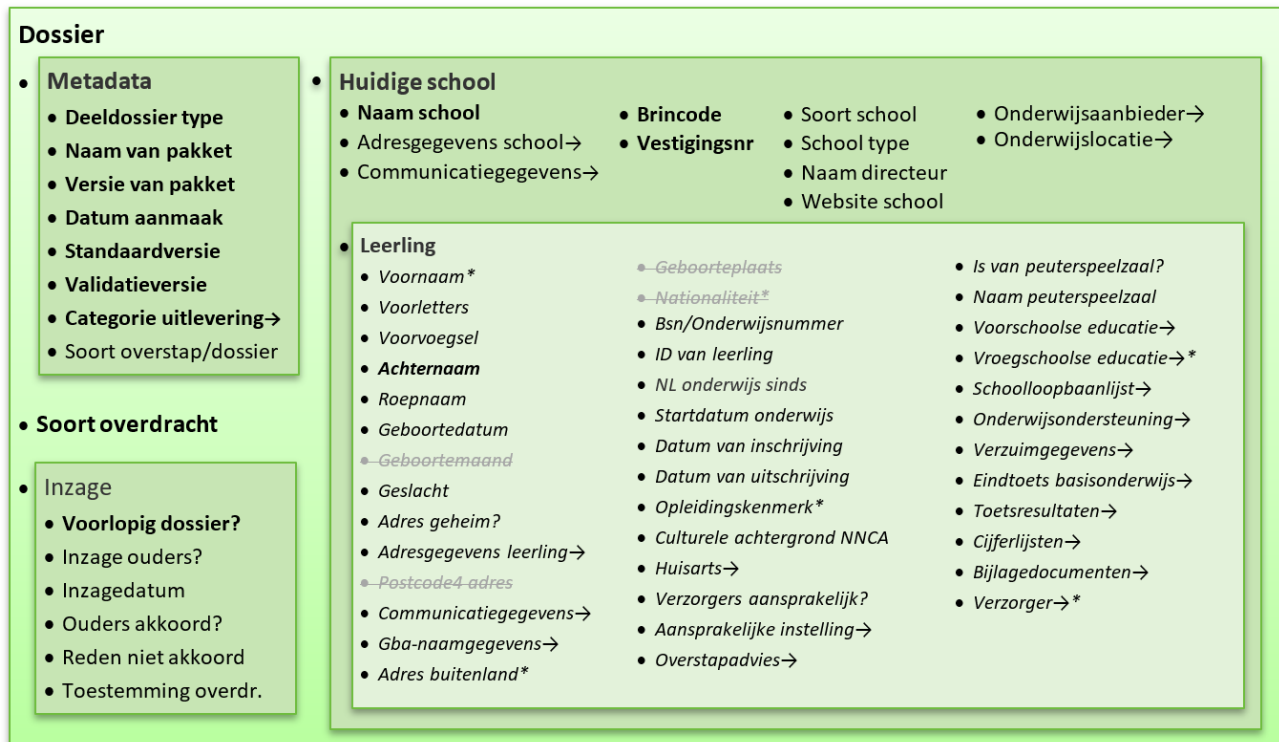 Dossier
• Metadata
• Deeldossier type
• Naam van pakket
• Versie van pakket
• Datum aanmaak
• Standaardversie
• Validatieversie
• Categorie uitlevering→
• Soort overstap/dossier
• Soort overdracht
• Inzage
• Voorlopig dossier?
• Inzage ouders?
• Inzagedatum
• Ouders akkoord?
• Reden niet akkoord
• Toestemming overdr.
• Huidige school
• Naam school
• Adresgegevens school→
• Communicatiegegevens→
• Brincode
• Vestigingsnr
• Soort school
• School type
• Naam directeur
• Website school
• Onderwijsaanbieder→
• Onderwijslocatie→
• Leerling
• Voornaam*
• Voorletters
• Voorvoegsel
• Achternaam
• Roepnaam
• Geboortedatum
• Geboortemaand
• Geslacht
• Adres geheim?
• Adresgegevens leerling→
• Postcode4 adres
• Communicatiegegevens→
• Gba-naamgegevens→
• Adres buitenland*
• Geboorteplaats
• Nationaliteit*
• Bsn/Onderwijsnummer
• ID van leerling
• NL onderwijs sinds
• Startdatum onderwijs
• Datum van inschrijving
• Datum van uitschrijving
• Opleidingskenmerk*
• Culturele achtergrond NNCA
• Huisarts→
• Verzorgers aansprakelijk?
• Aansprakelijke instelling→
• Overstapadvies→
• Is van peuterspeelzaal?
• Naam peuterspeelzaal
• Voorschoolse educatie→
• Vroegschoolse educatie→*
• Schoolloopbaanlijst→
• Onderwijsondersteuning→
• Verzuimgegevens→
• Eindtoets basisonderwijs→
• Toetsresultaten→
• Cijferlijsten→
• Bijlagedocumenten→
• Verzorger→*